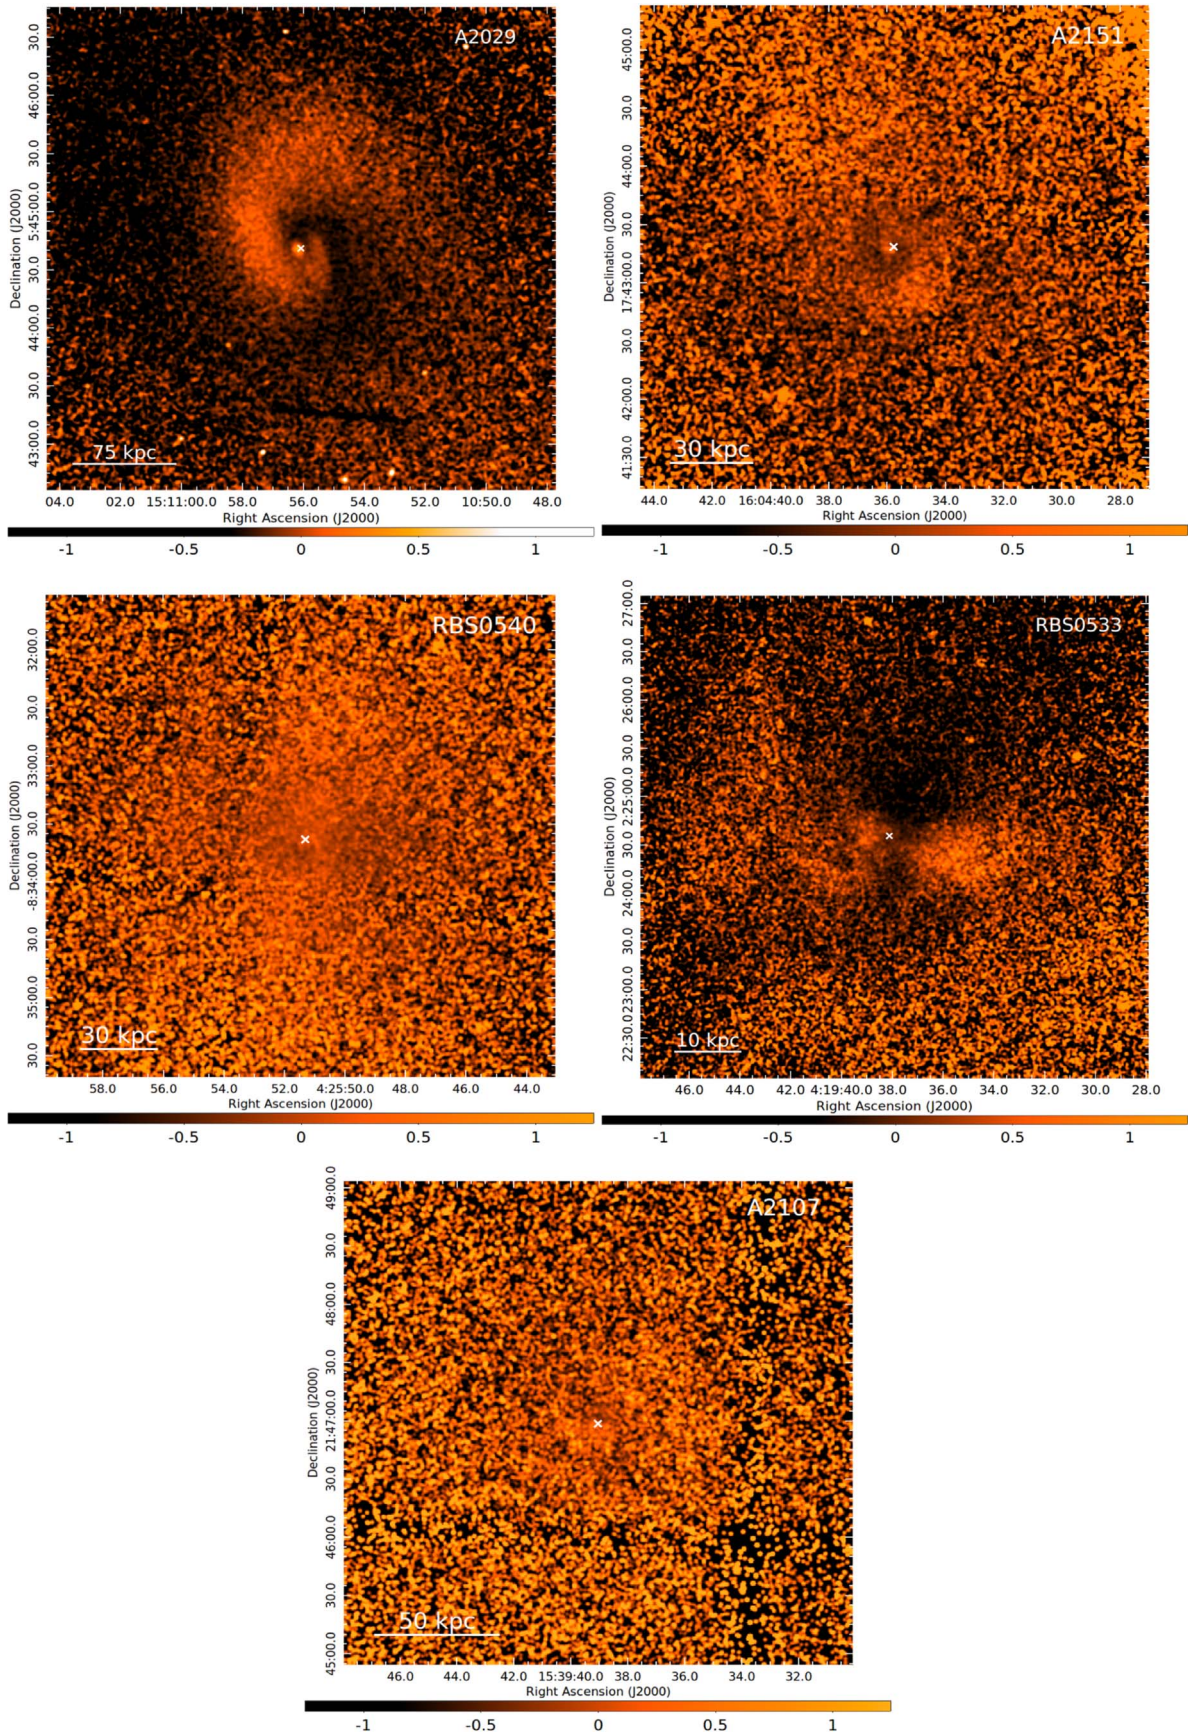 A2029
Declination (J2000)
30.0
46:00.0
30.0
5:45:00.0
30.0
44:00.0
30.0
43:00.0
75 kpc
04.0 02.0 15:11:00.0 58.0 56.0 54.0 52.0 10:50.0 48.0
Right Ascension (J2000)
-1 -0.5 0 0.5 1
A2151
Declination (J2000)
45:00.0
30.0
44:00.0
30.0
17:43:00.0
30.0
42:00.0
41:30.0
30 kpc
44.0 42.0 16:04:40.0 38.0 36.0 34.0 32.0 30.0 28.0
Right Ascension (J2000)
-1 -0.5 0 0.5 1
RBS0540
Declination (J2000)
32:00.0
30.0
33:00.0
30.0
-8:34:00.0
30.0
35:00.0
30.0
30 kpc
58.0 56.0 54.0 52.0 4:25:50.0 48.0 46.0 44.0
Right Ascension (J2000)
-1 -0.5 0 0.5 1
RBS0533
Declination (J2000)
27:00.0
30.0
26:00.0
30.0
2:25:00.0
30.0
24:00.0
30.0
22:30.023:00.0
10 kpc
46.0 44.0 42.0 4:19:40.0 38.0 36.0 34.0 32.0 30.0 28.0
Right Ascension (J2000)
-1 -0.5 0 0.5 1
A2107
Declination (J2000)
49:00.0
30.0
48:00.0
30.0
21:47:00.0
30.0
46:00.0
30.0
45:00.0
50 kpc
46.0 44.0 42.0 15:39:40.0 38.0 36.0 34.0 32.0
Right Ascension (J2000)
-1 -0.5 0 0.5 1